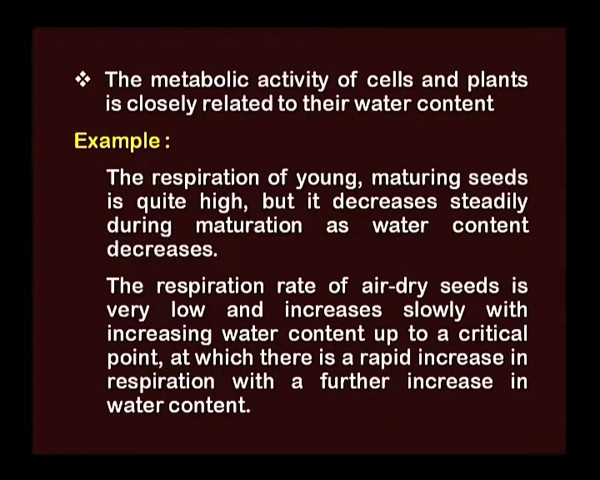 ❖ The metabolic activity of cells and plants
is closely related to their water content
Example :
The respiration of young, maturing seeds
is quite high, but it decreases steadily
during maturation as water content
decreases.
The respiration rate of air-dry seeds is
very low and increases slowly with
increasing water content up to a critical
point, at which there is a rapid increase in
respiration with a further increase in
water content.